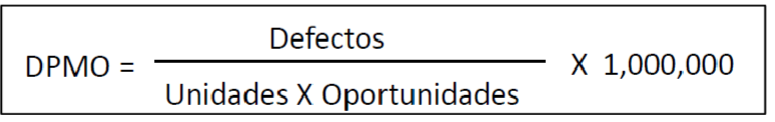 Defectos
DPMO = X 1,000,000
Unidades X Oportunidades